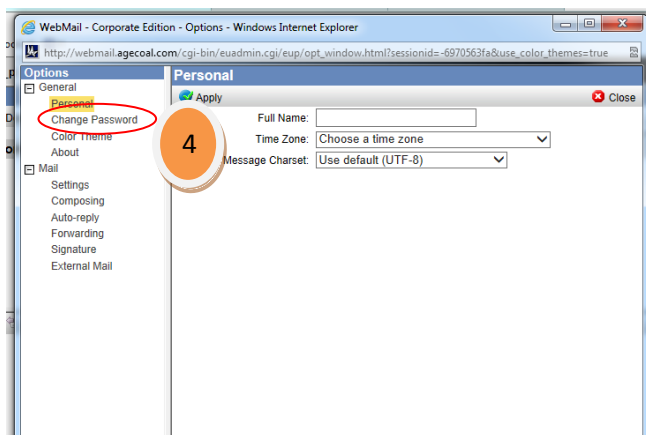 WebMail - Corporate Edition - Options - Windows Internet Explorer
http://webmail.agecoal.com/cgi-bin/euadmin.cgi/eup/opt_window.html?sessionid=-6970563fa&use_color_themes=true
Options
Personal
General
Apply
Close
Personal
Full Name:
Change Password
Time Zone: Choose a time zone
Color Theme
4
About
Message Charset: Use default (UTF-8)
Mail
Settings
Composing
Auto-reply
Forwarding
Signature
External Mail